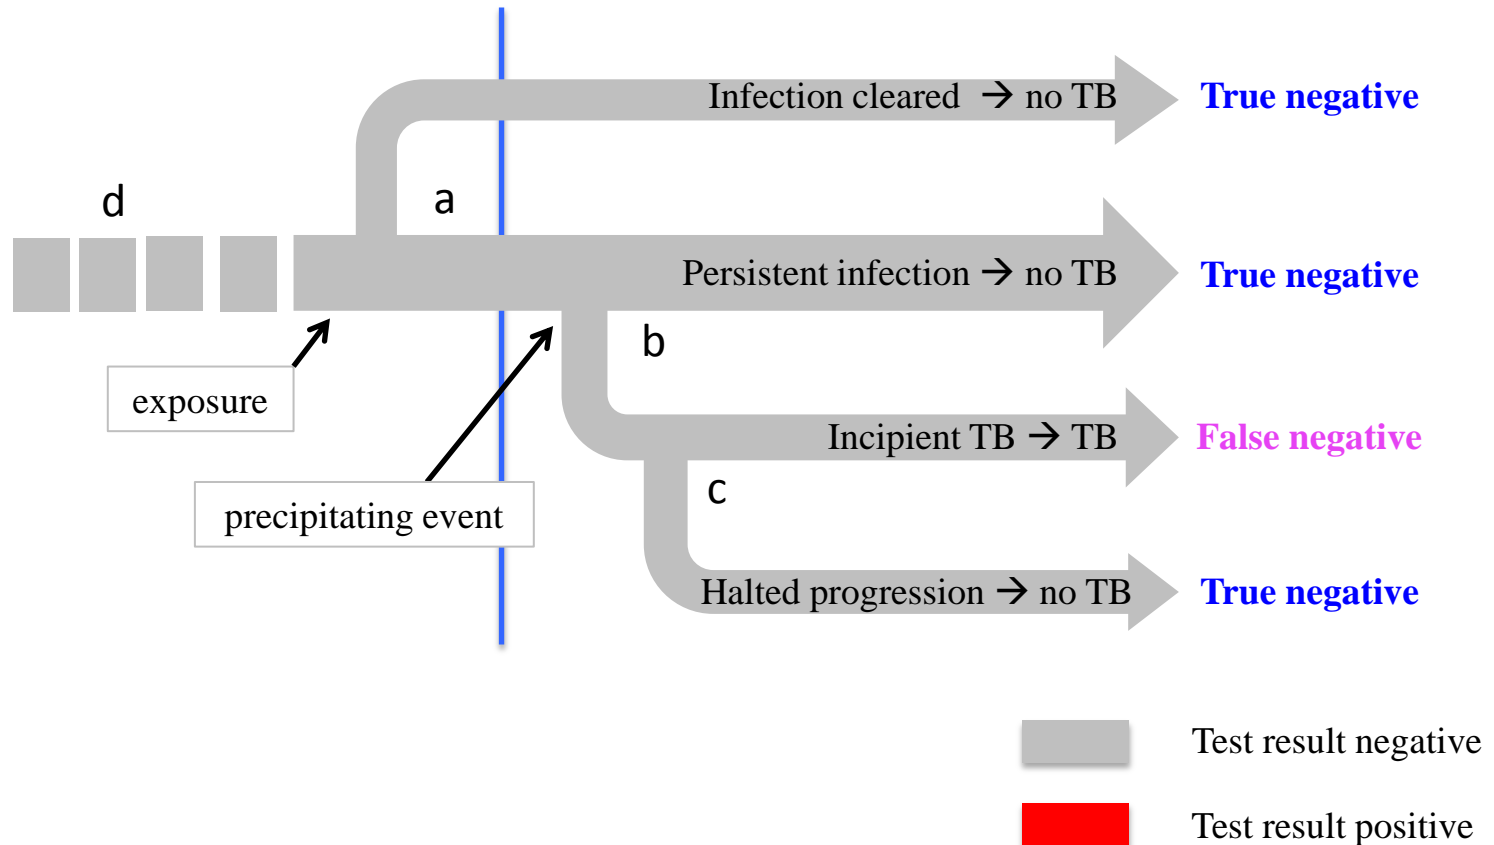 Infection cleared → no TB
True negative
d
a
Persistent infection → no TB
True negative
exposure
b
Incipient TB → TB
False negative
precipitating event
c
Halted progression → no TB
True negative
Test result negative
Test result positive